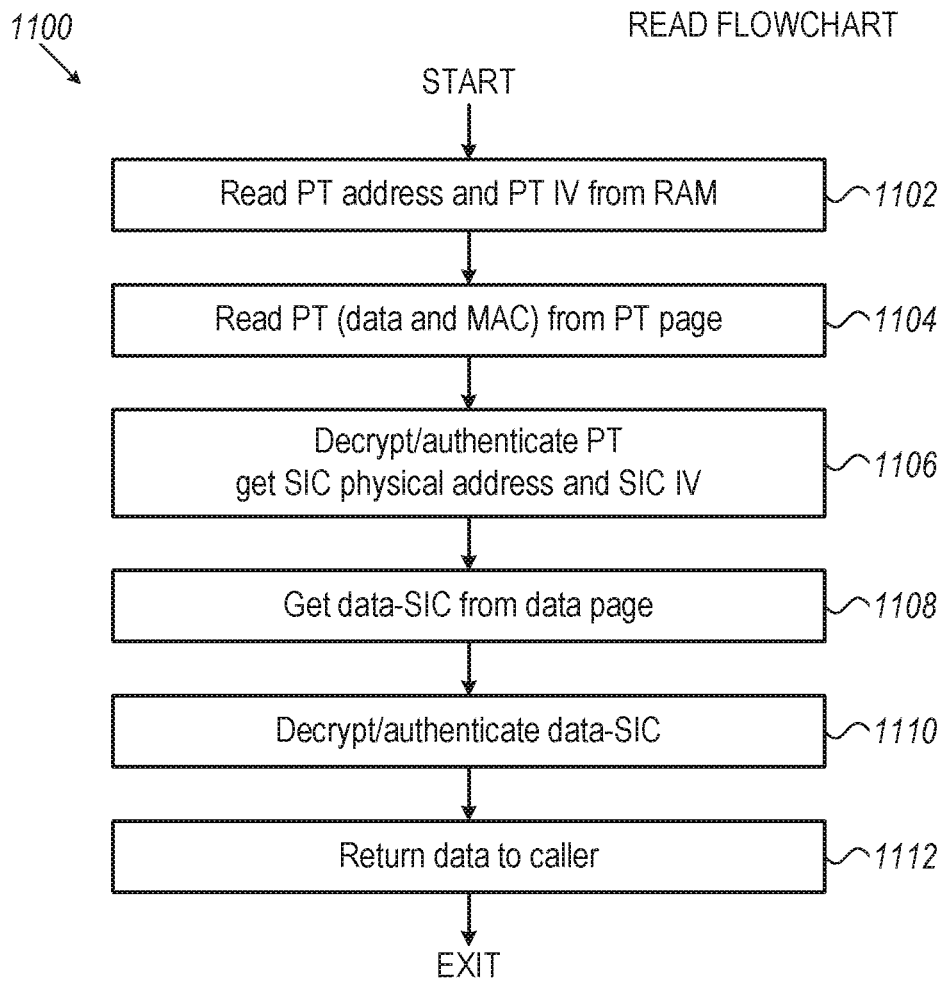 1100
READ FLOWCHART
START
Read PT address and PT IV from RAM
1102
Read PT (data and MAC) from PT page
1104
Decrypt/authenticate PT
get SIC physical address and SIC IV
1106
Get data-SIC from data page
1108
Decrypt/authenticate data-SIC
1110
Return data to caller
1112
EXIT